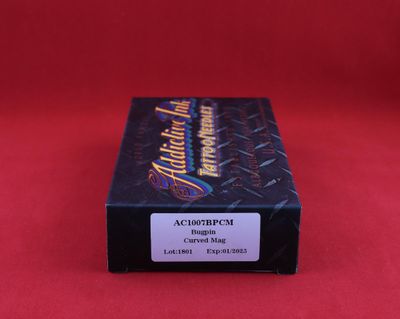 Addictive Ink
TATTOO NEEDLES
AC1007BPCM
Bugpin
Curved Mag
Lot:1801 Exp:01/2023